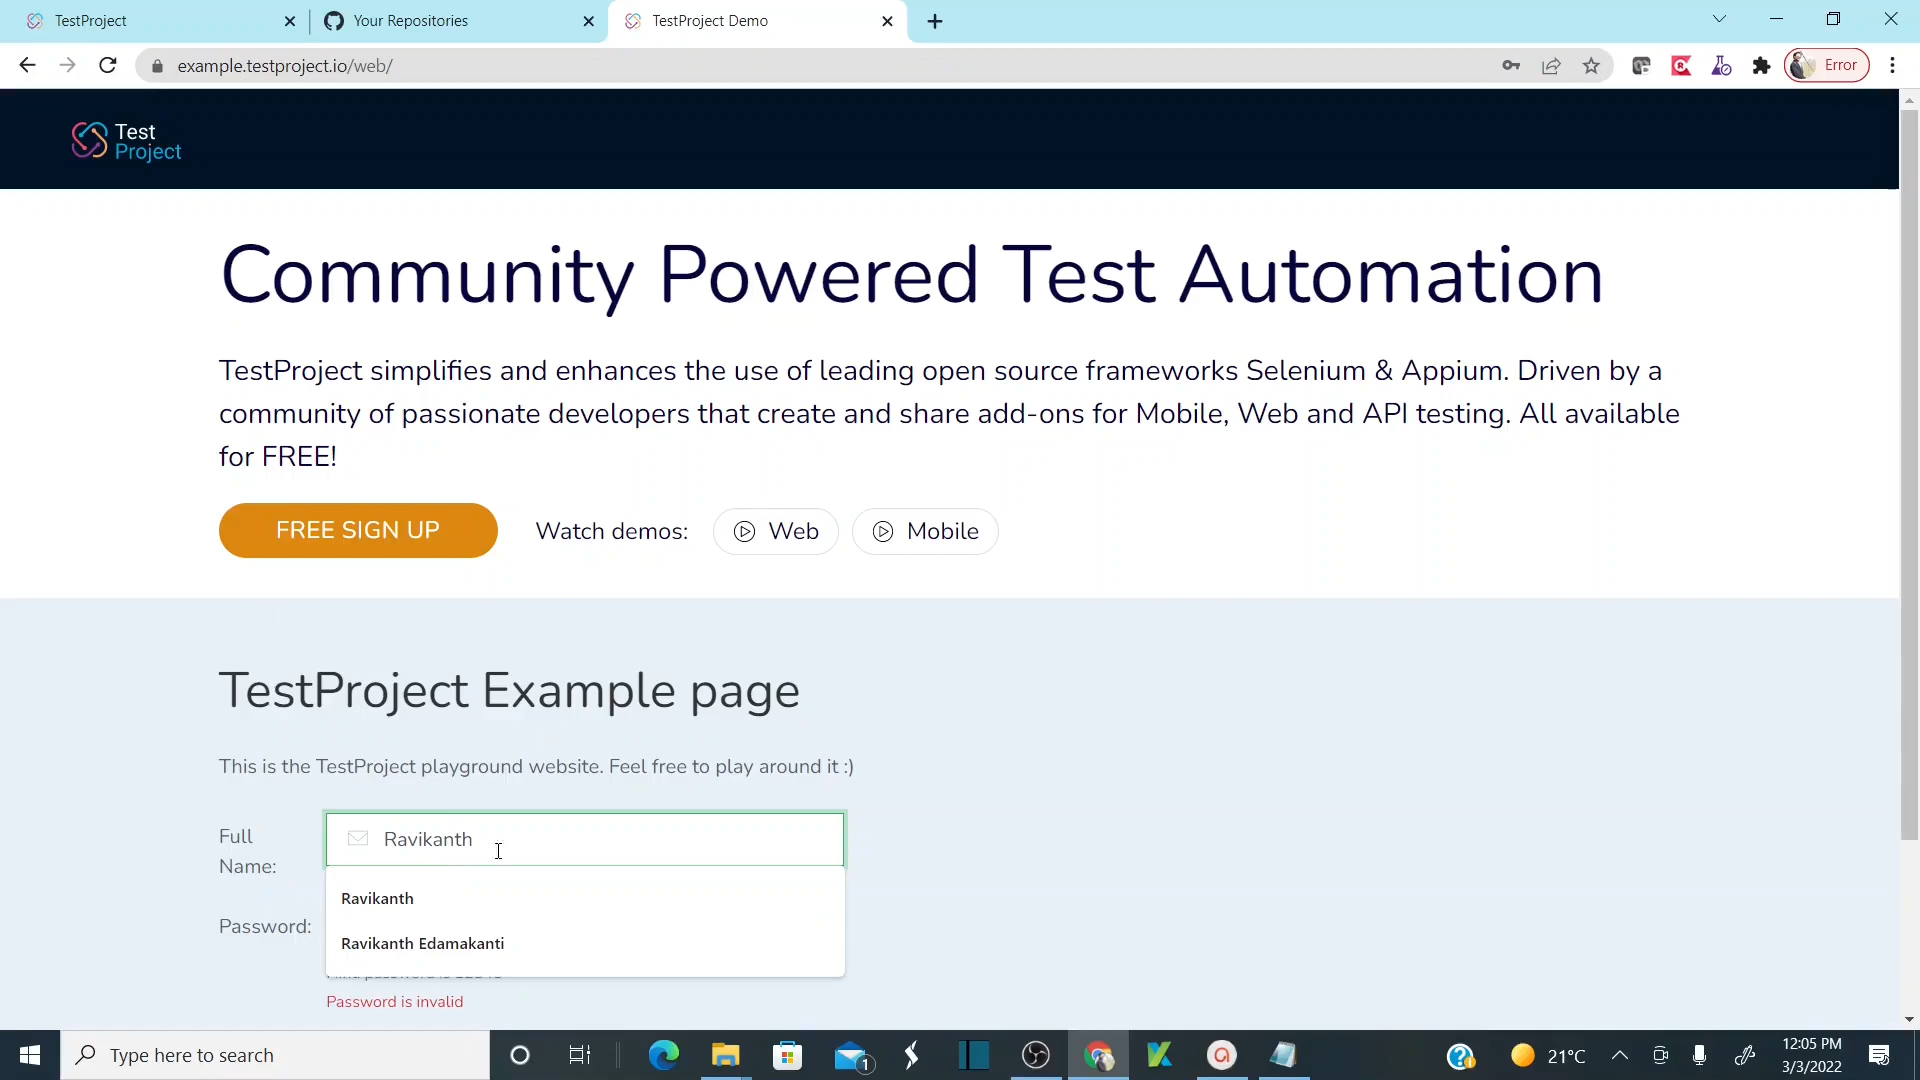 TestProject
Your Repositories
TestProject Demo
example.testproject.io/web/
Error
Test
Project
Community Powered Test Automation
TestProject simplifies and enhances the use of leading open source frameworks Selenium & Appium. Driven by a
community of passionate developers that create and share add-ons for Mobile, Web and API testing. All available
for FREE!
FREE SIGN UP
Watch demos:
Web
Mobile
TestProject Example page
This is the TestProject playground website. Feel free to play around it :)
Full
Name:
Ravikanth
Ravikanth
Password:
Ravikanth Edamakanti
Password is invalid
Type here to search
1
21°C
12:05 PM
3/3/2022